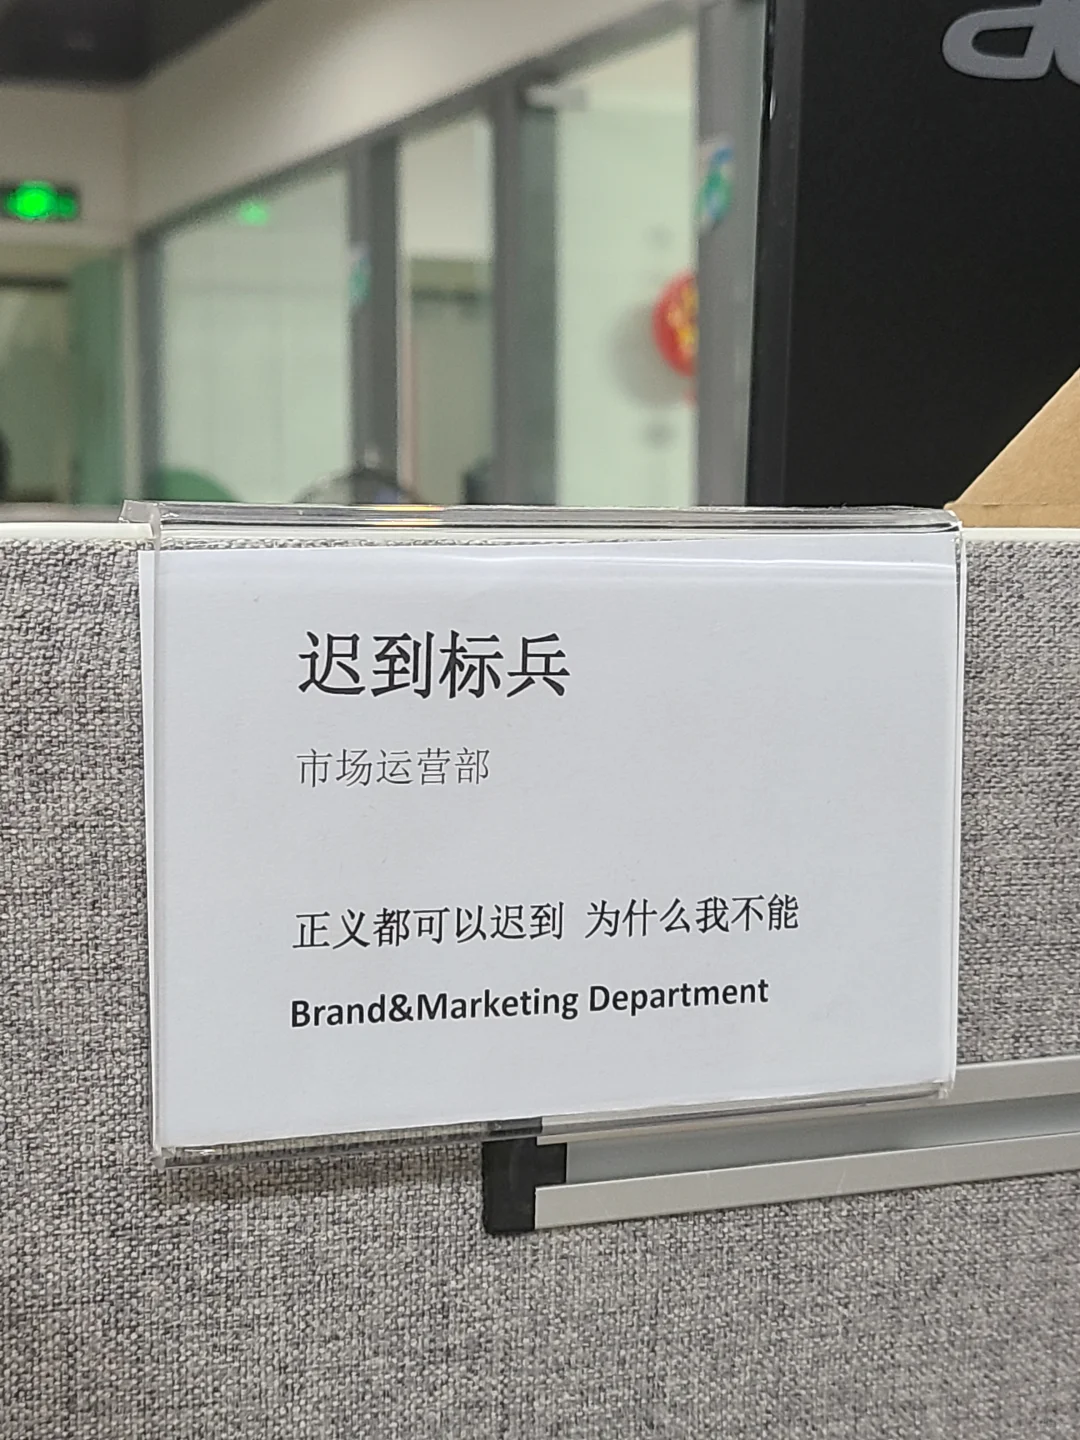 迟到标兵
市场运营部
正义都可以迟到 为什么我不能
Brand&Marketing Department